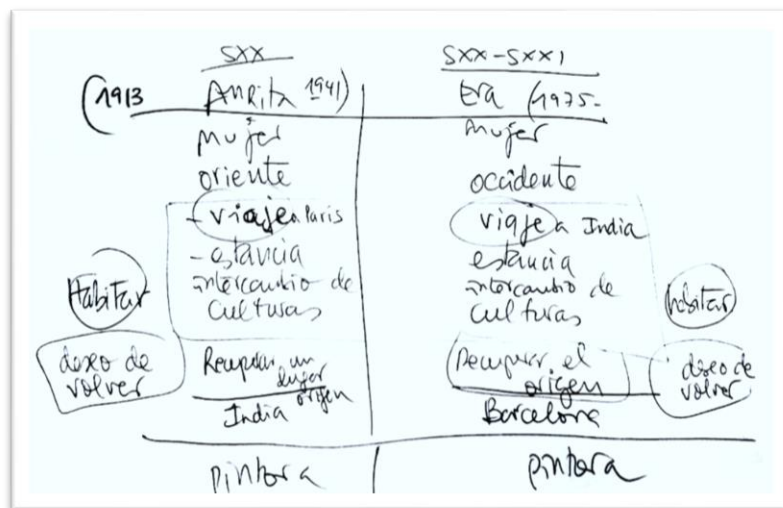 SXX
(1913 Amrita 1941)
mujer
oriente
- viaje a Paris
- estancia
intercambio de
culturas
Habitar
deseo de
volver
Recuperar un
lugar
origen
India
pintora
SXX-SXXI
Eva (1975-
mujer
occidente
viaje a India
estancia
intercambio de
culturas
habitar
Recuperar el
origen
deseo de
volver
Barcelona
pintora